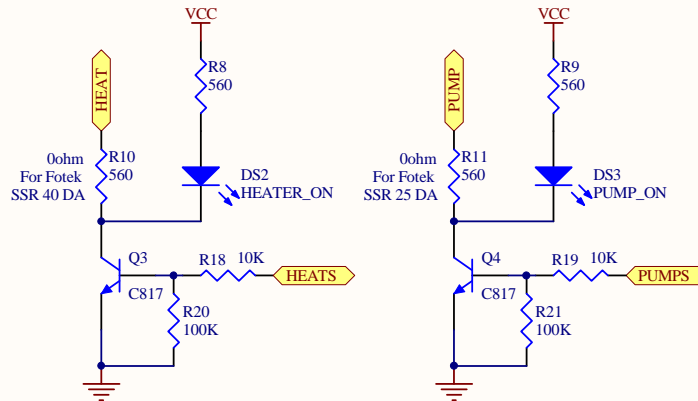 VCC
HEAT
R8
560
0ohm
For Fotek
SSR 40 DA
R10
560
DS2
HEATER_ON
Q3
C817
R18
10K
HEATS
R20
100K
VCC
PUMP
R9
560
0ohm
For Fotek
SSR 25 DA
R11
560
DS3
PUMP_ON
Q4
C817
R19
10K
PUMPS
R21
100K